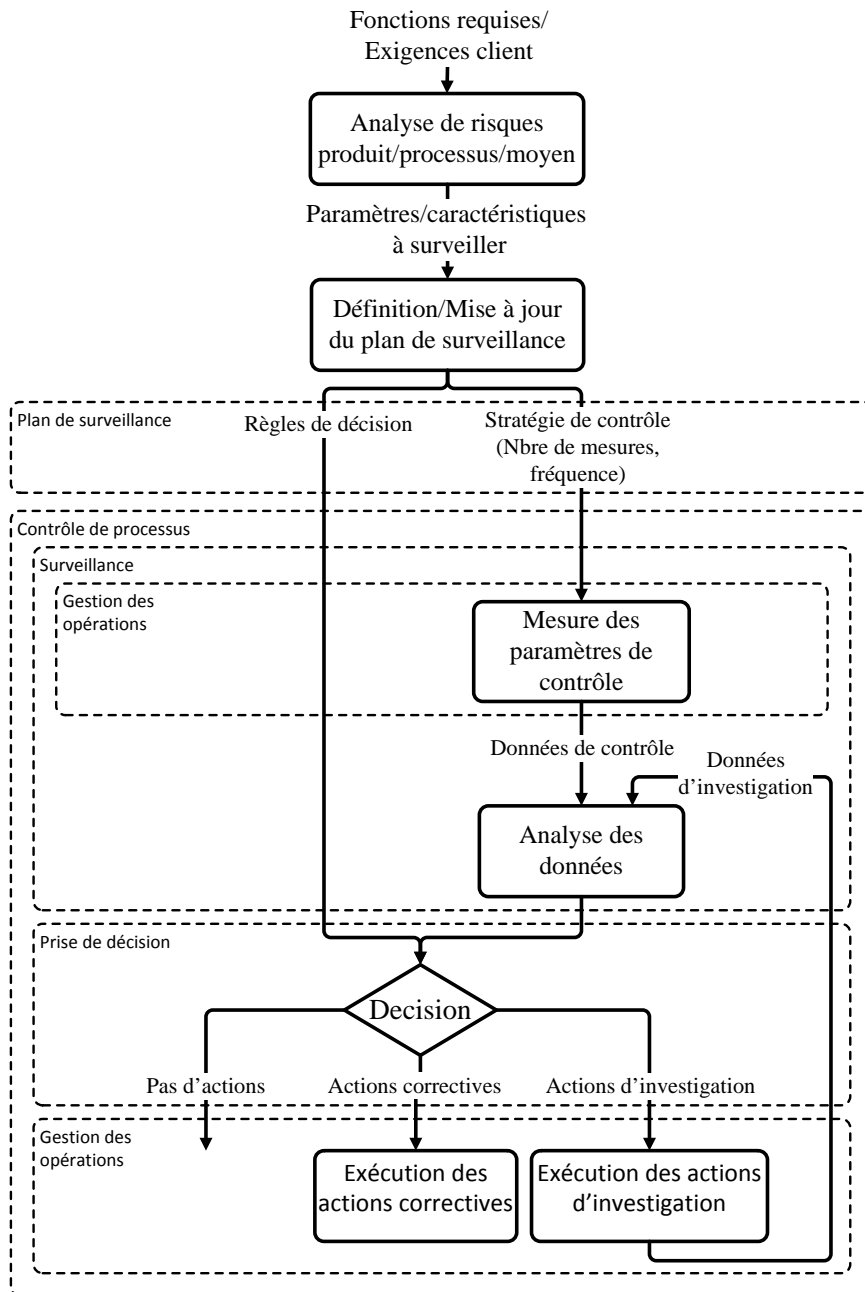 Fonctions requises/
Exigences client
Analyse de risques
produit/processus/moyen
Paramètres/caractéristiques
à surveiller
Définition/Mise à jour
du plan de surveillance
Plan de surveillance
Règles de décision
Stratégie de contrôle
(Nbre de mesures,
fréquence)
Contrôle de processus
Surveillance
Gestion des
opérations
Mesure des
paramètres de
contrôle
Données de contrôle
Données
d’investigation
Analyse des
données
Prise de décision
Decision
Pas d’actions
Actions correctives
Actions d’investigation
Gestion des
opérations
Exécution des
actions correctives
Exécution des actions
d’investigation